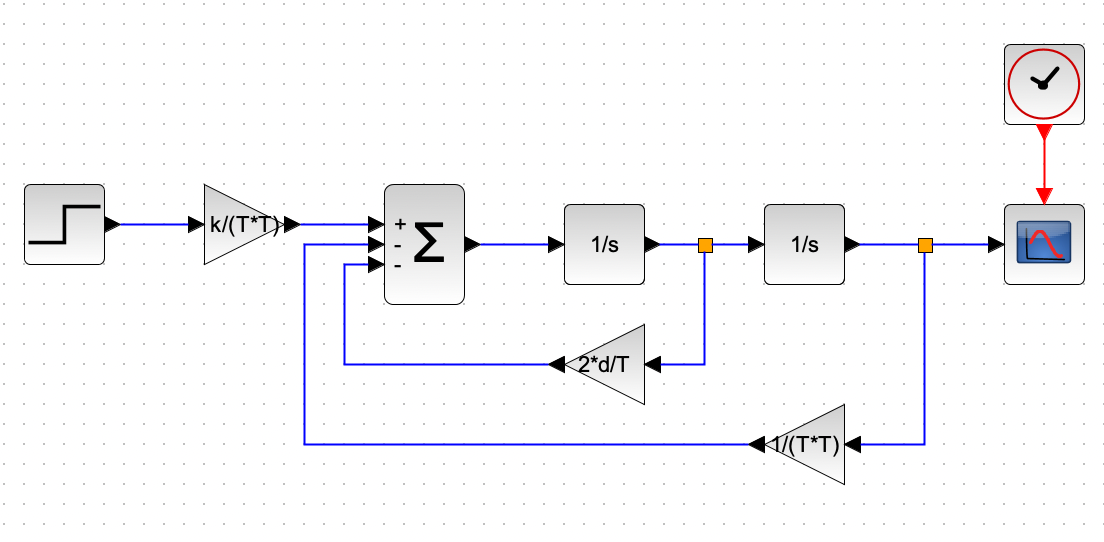 k/(T*T)
+
-
-
Σ
1/s
1/s
2*d/T
1/(T*T)